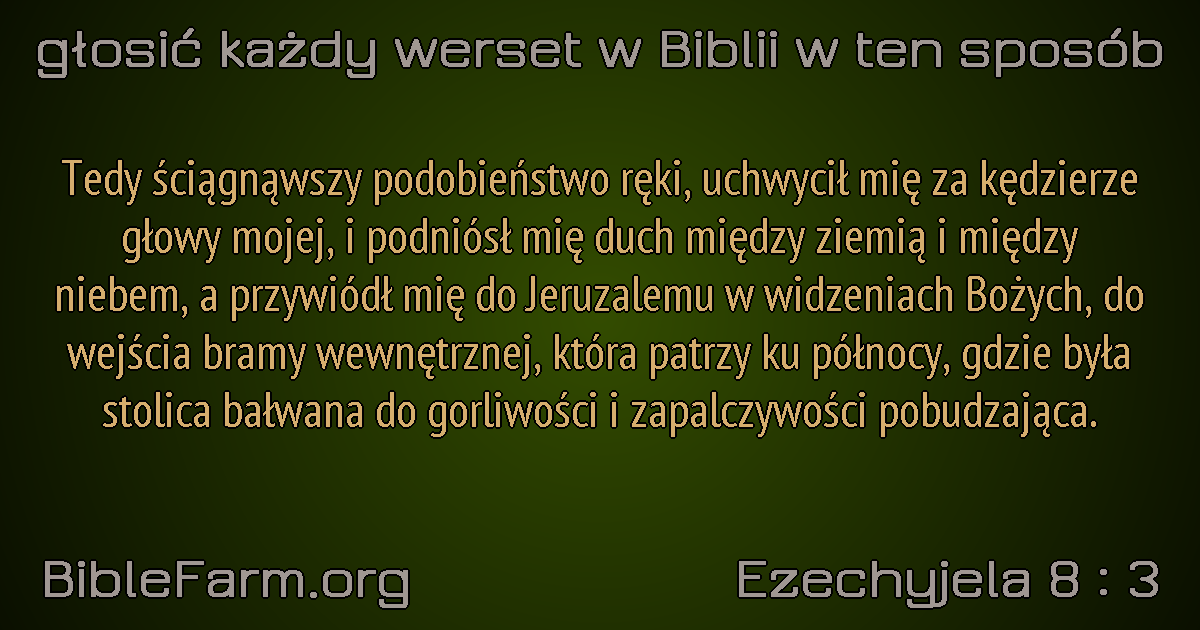 głosić każdy werset w Biblii w ten sposób
Tedy ściągnąwszy podobieństwo ręki, uchwycił mię za kędzierze
głowy mojej, i podniósł mię duch między ziemią i między
niebem, a przywiódł mię do Jeruzalemu w widzeniach Bożych, do
wejścia bramy wewnętrznej, która patrzy ku północy, gdzie była
stolica bałwana do gorliwości i zapalczywości pobudzająca.
BibleFarm.org
Ezechyjela 8 : 3